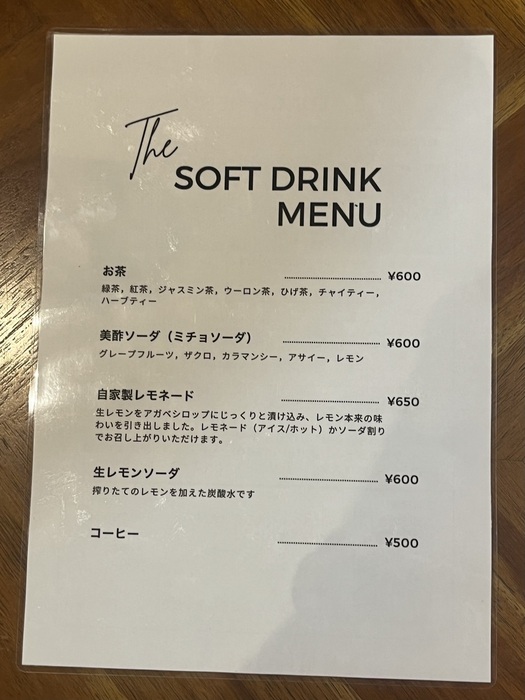 The
SOFT DRINK
MENU
お茶 ¥600
緑茶，紅茶，ジャスミン茶，ウーロン茶，ひげ茶，チャイティー，
ハーブティー
美酢ソーダ（ミチョソーダ） ¥600
グレープフルーツ，ザクロ，カラマンシー，アサイー，レモン
自家製レモネード ¥650
生レモンをアガベシロップにじっくりと漬け込み、レモン本来の味
わいを引き出しました。レモネード（アイス/ホット）かソーダ割り
でお召し上がりいただけます。
生レモンソーダ ¥600
搾りたてのレモンを加えた炭酸水です
コーヒー ¥500